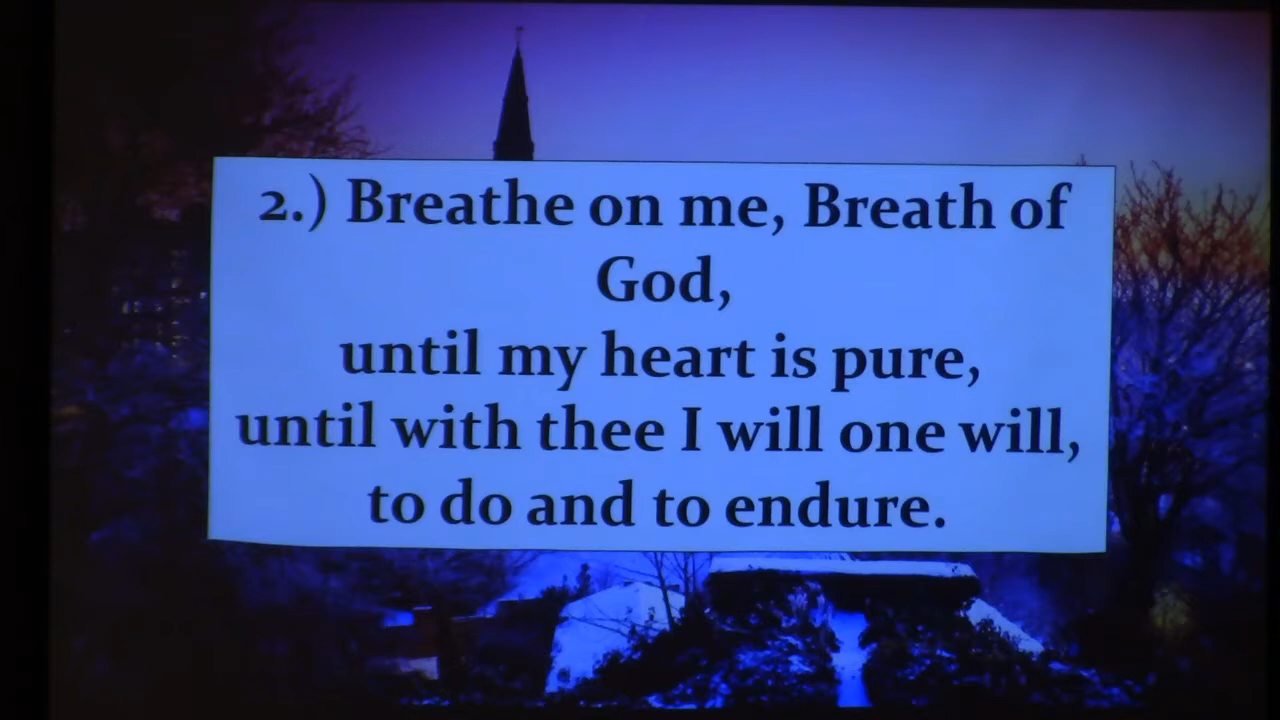 2.) Breathe on me, Breath of
God,
until my heart is pure,
until with thee I will one will,
to do and to endure.